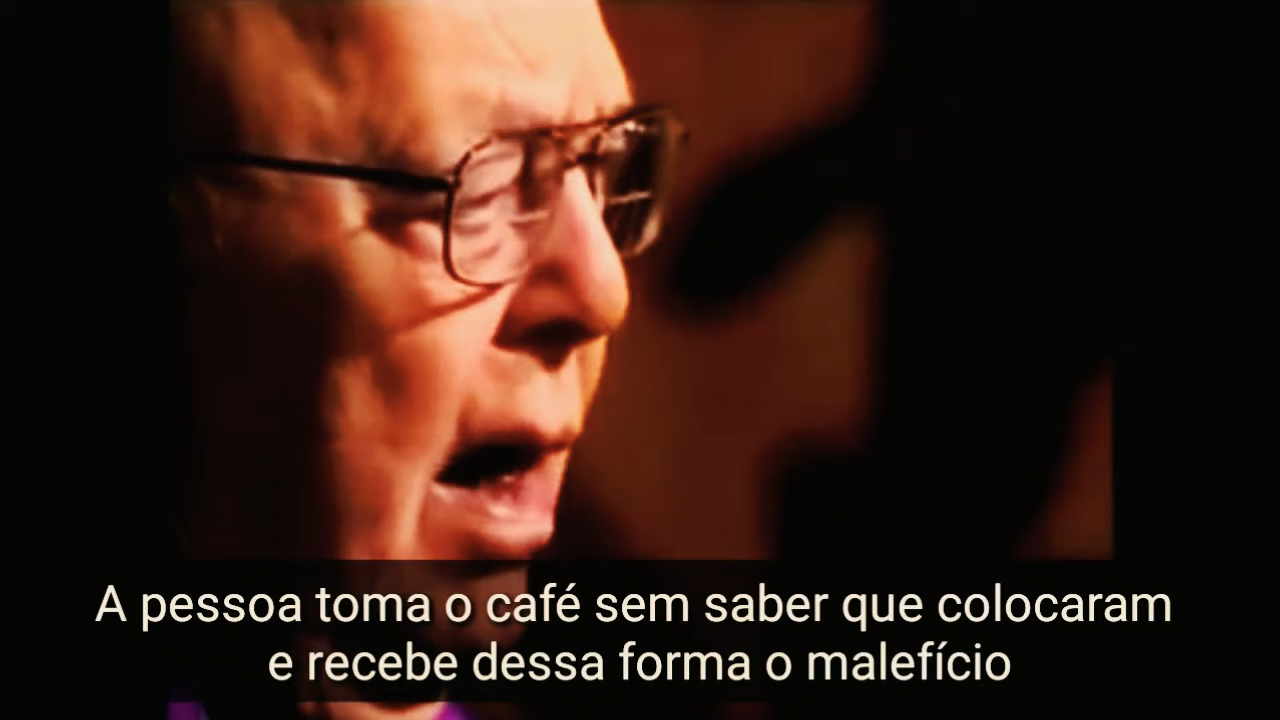 A pessoa toma o café sem saber que colocaram
e recebe dessa forma o malefício